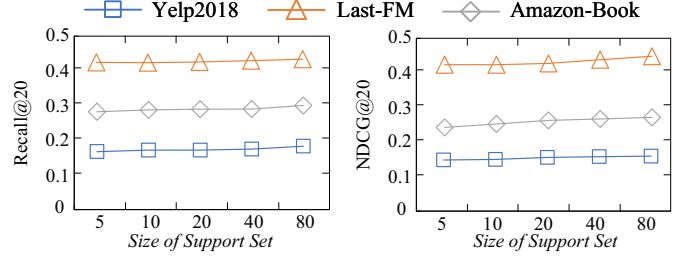 Yelp2018 Last-FM Amazon-Book
Recall@20
0.5
0.4
0.3
0.2
0.1
0
5 10 20 40 80
Size of Support Set
NDCG@20
0.5
0.4
0.3
0.2
0.1
0
5 10 20 40 80
Size of Support Set